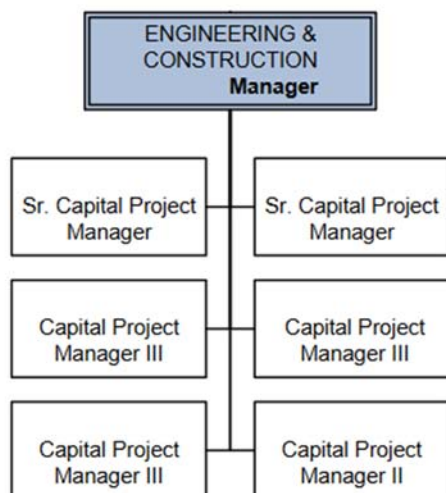 ENGINEERING &
CONSTRUCTION
Manager
Sr. Capital Project
Manager
Sr. Capital Project
Manager
Capital Project
Manager III
Capital Project
Manager III
Capital Project
Manager III
Capital Project
Manager II